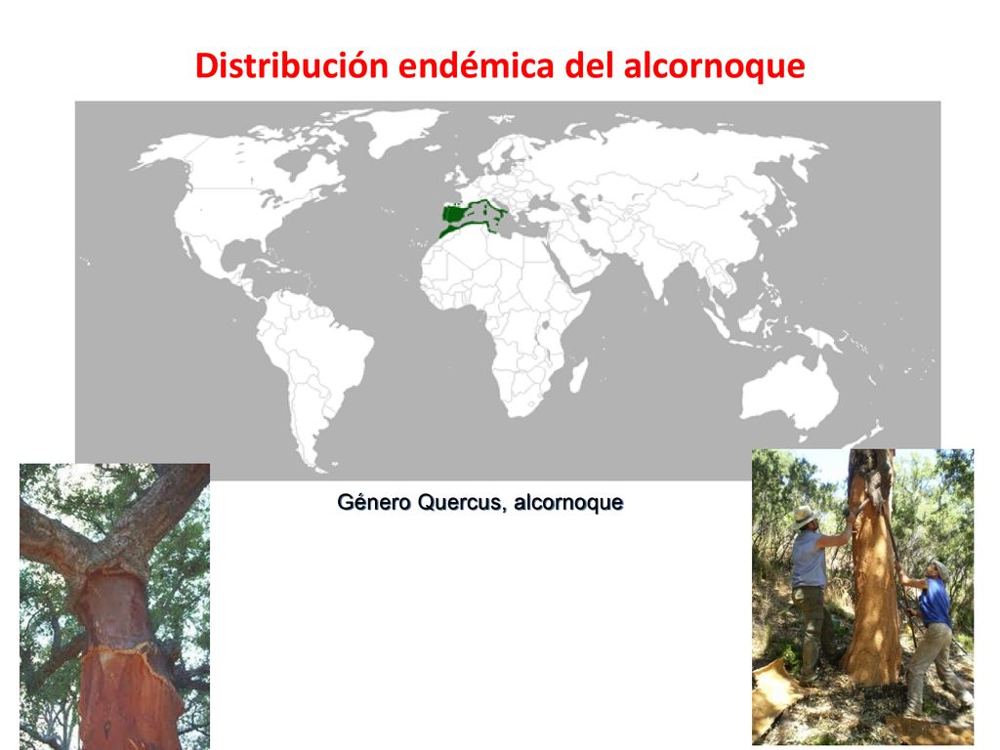 Distribución endémica del alcornoque
Género Quercus, alcornoque